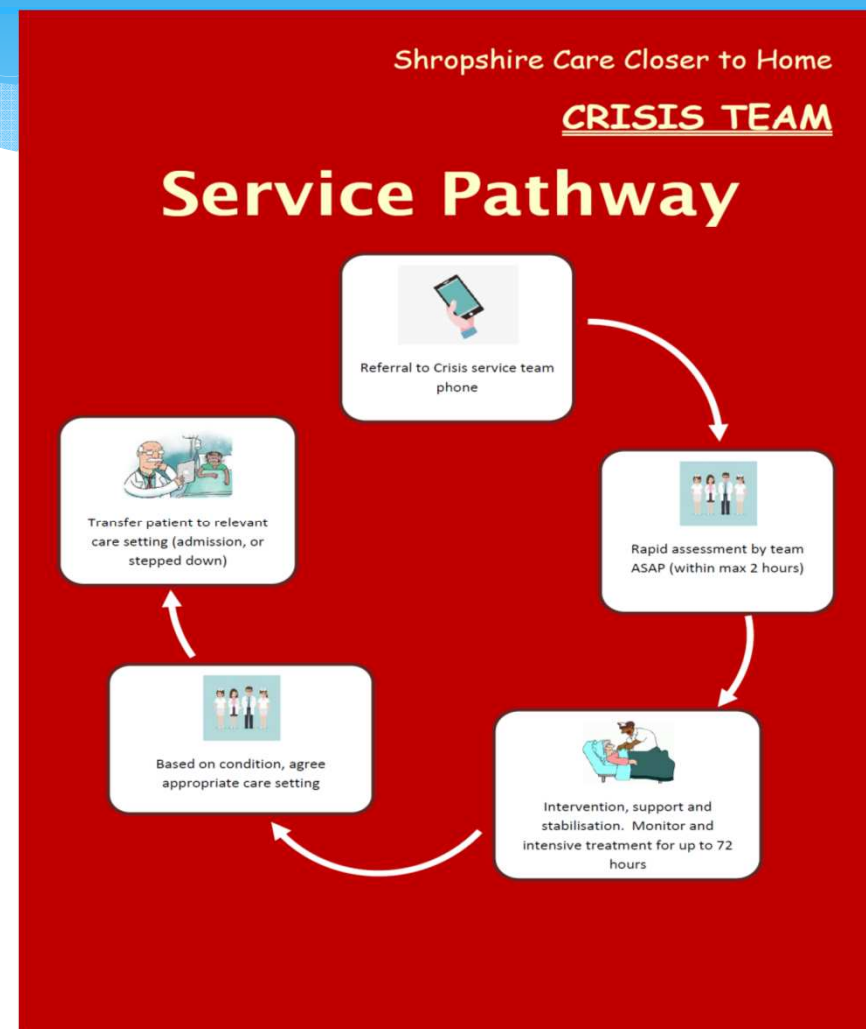 Shropshire Care Closer to Home
CRISIS TEAM
Service Pathway
Referral to Crisis service team
phone
Rapid assessment by team
ASAP (within max 2 hours)
Intervention, support and
stabilisation.  Monitor and
intensive treatment for up to 72
hours
Based on condition, agree
appropriate care setting
Transfer patient to relevant
care setting (admission, or
stepped down)